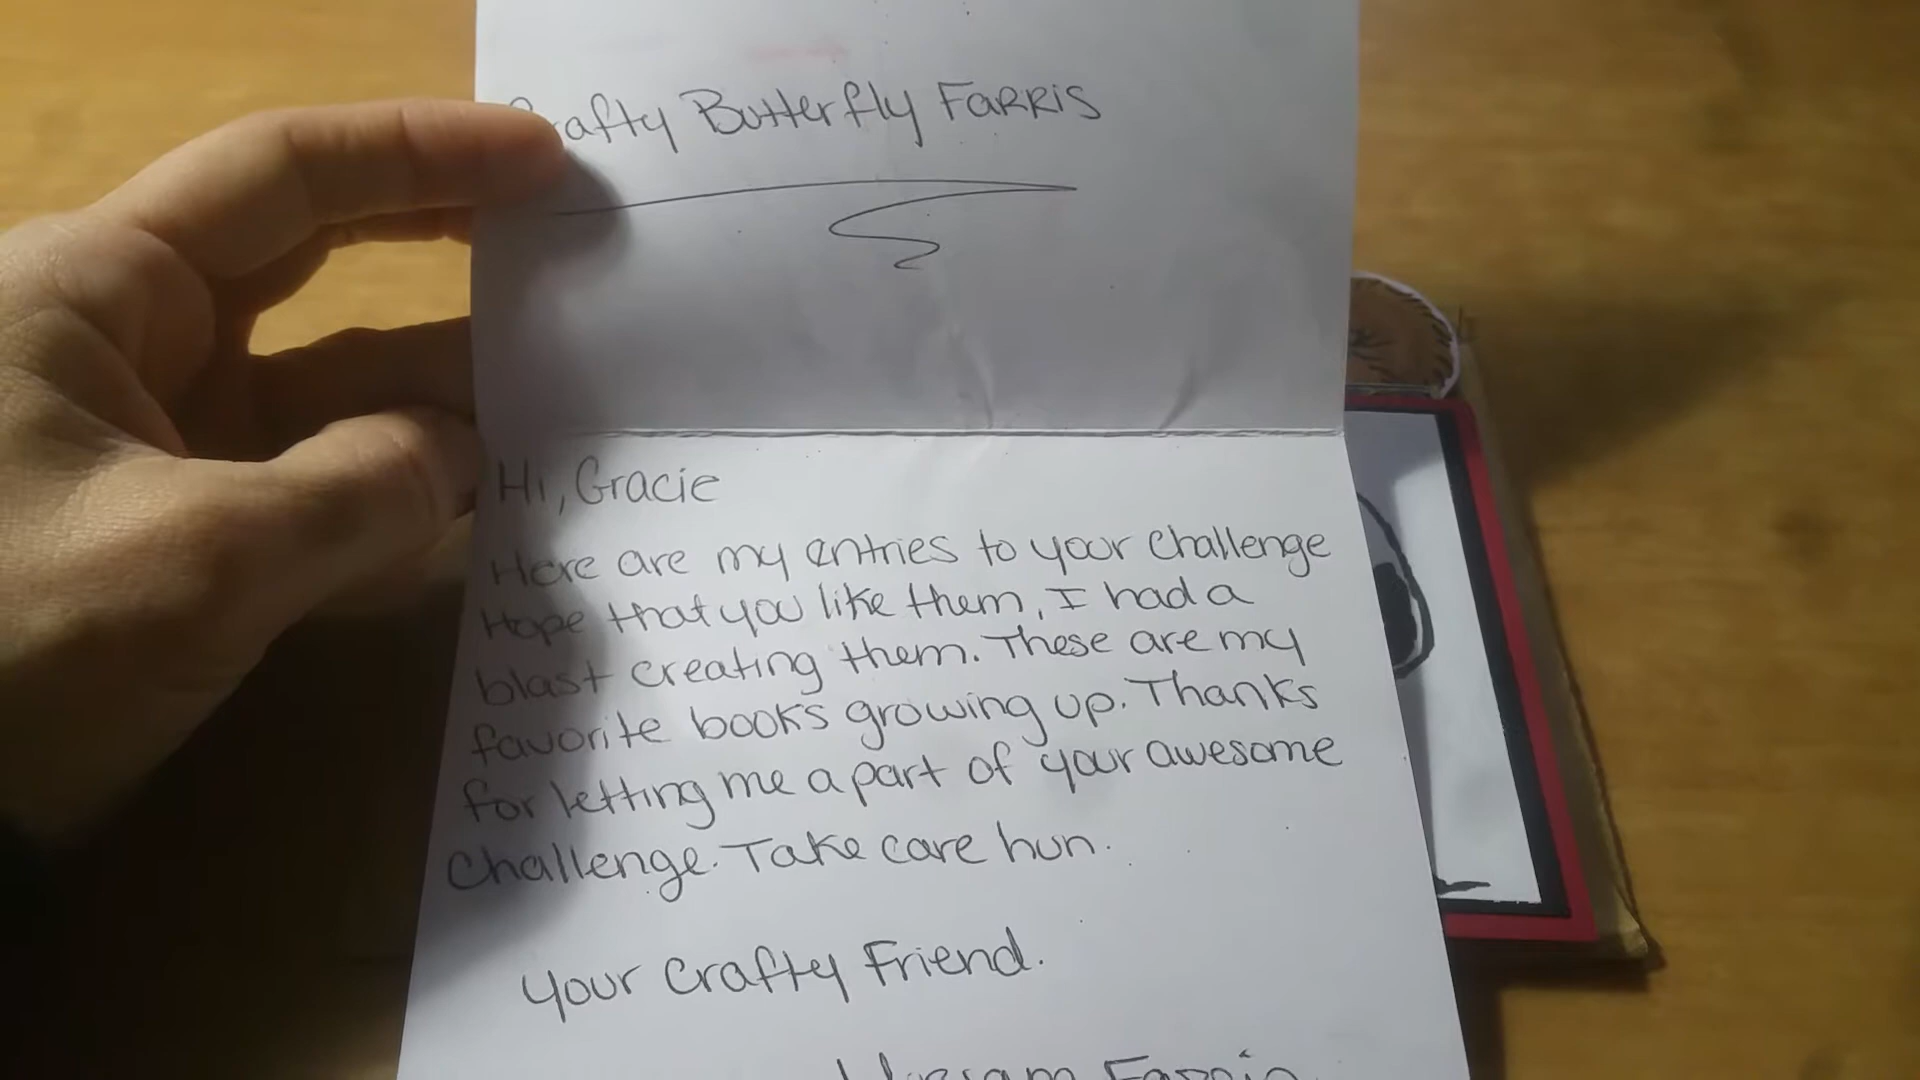 Crafty Butterfly FARRIS
Hi, Gracie
Here are my entries to your Challenge
Hope that you like them, I had a
blast creating them. These are my
favorite books growing up. Thanks
for letting me a part of your awesome
Challenge. Take care hun.
Your Crafty Friend.
Farris